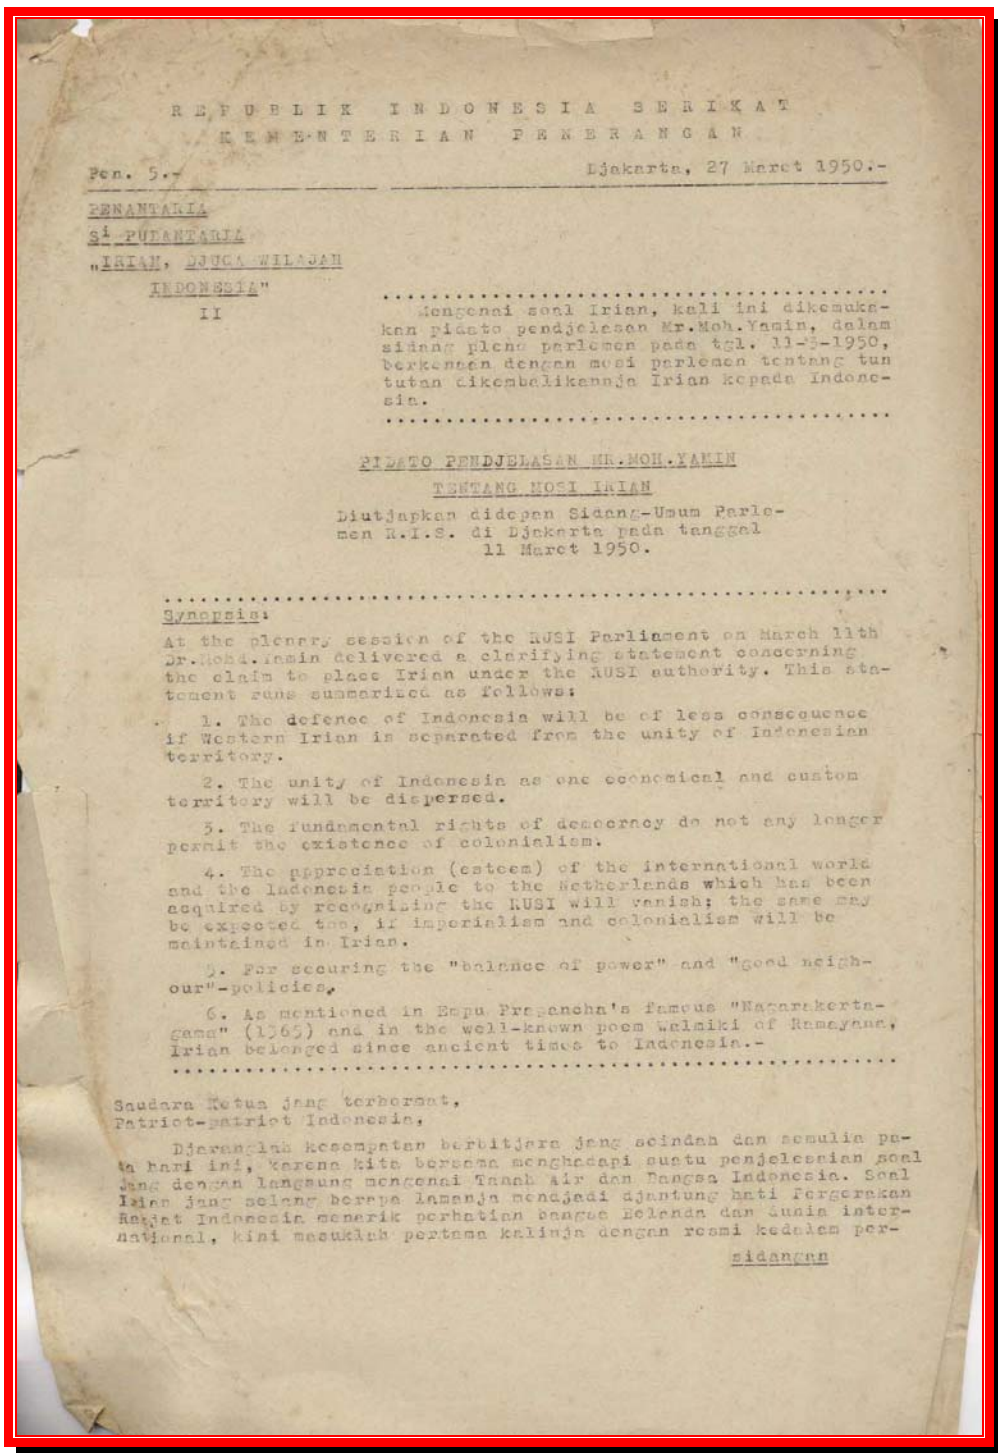 REPUBLIK INDONESIA SERIKAT
KEMENTERIAN PENERANGAN
Pen. 5.-
Djakarta, 27 Maret 1950.-
PENANTARIA
Si PUDANTARIA
„IRIAN, DJUGA WILAJAH
INDONESIA"
II
Mengenai soal Irian, kali ini dikemuka-
kan pidato pendjelasan Mr.Moh.Yamin, dalam
sidang pleno parlemen pada tgl. 11-3-1950,
berkenaan dengan mosi parlemen tentang tun
tutan dikembalikannja Irian kepada Indone-
sia.
PIDATO PENDJELASAN MR.MOH.YAMIN
TENTANG MOSI IRIAN
Diutjapkan didepan Sidang-Umum Parle-
men R.I.S. di Djakarta pada tanggal
11 Maret 1950.
Synopsis:
At the plenary session of the RUSI Parliament on March 11th
Dr.Mohd.Yamin delivered a clarifying statement concerning
the claim to place Irian under the RUSI authority. This sta-
tement runs summarized as follows:
1. The defence of Indonesia will be of less consequence
if Western Irian is separated from the unity of Indonesian
territory.
2. The unity of Indonesia as one economical and custom
territory will be dispersed.
3. The fundamental rights of democracy do not any longer
permit the existence of colonialism.
4. The appreciation (esteem) of the international world
and the Indonesia people to the Netherlands which has been
acquired by recognizing the RUSI will vanish; the same may
be expected too, if imperialism and colonialism will be
maintained in Irian.
5. For securing the "balance of power" and "good neigh-
our"-policies.
6. As mentioned in Empu Prapancha's famous "Nagarakerta-
gama" (1365) and in the well-known poem Walmiki of Ramayana,
Irian belonged since ancient times to Indonesia.-
Saudara Ketua jang terhormat,
Patriot-patriot Indonesia,
Djaranglah kesempatan berbitjara jang seindah dan semulia pa-
da hari ini, karena kita bersama menghadapi suatu penjelesaian soal
jang dengan langsung mengenai Tanah Air dan Bangsa Indonesia. Soal
Irian jang selang berapa lamanja mendjadi djantung hati Pergerakan
Rakjat Indonesia menarik perhatian bangsa Belanda dan dunia inter-
national, kini masuklah pertama kalinja dengan resmi kedalam per-
sidangan